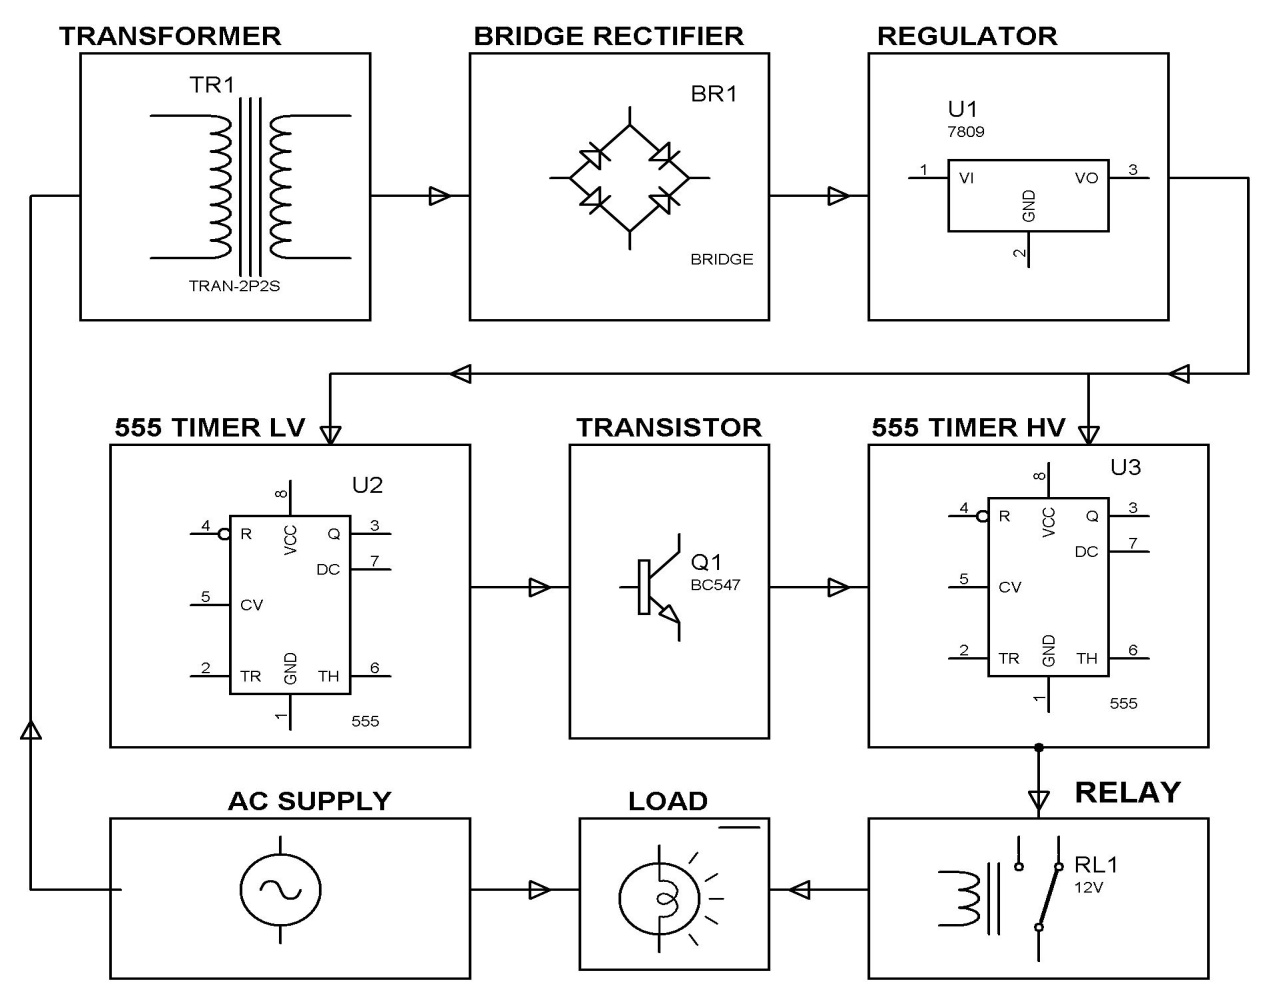 TRANSFORMER
TR1
TRAN-2P2S
BRIDGE RECTIFIER
BR1
BRIDGE
REGULATOR
U1
7809
1
VI
VO
3
GND
2
555 TIMER LV
U2
8
4
R
VCC
Q
3
DC
7
5
CV
2
TR
GND
TH
6
1
555
TRANSISTOR
Q1
BC547
555 TIMER HV
U3
8
4
R
VCC
Q
3
DC
7
5
CV
2
TR
GND
TH
6
1
555
AC SUPPLY
LOAD
RELAY
RL1
12V